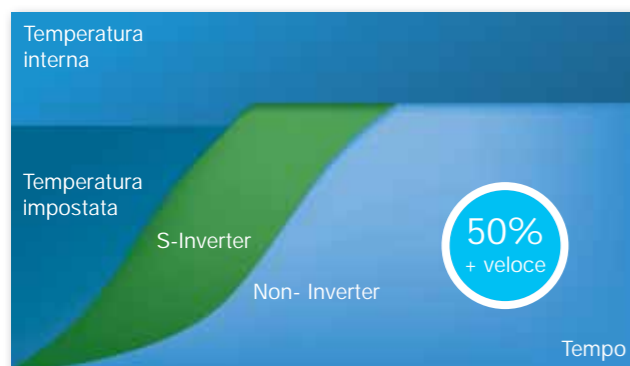 Temperatura
interna
Temperatura
impostata
S-Inverter
50%
+ veloce
Non- Inverter
Tempo